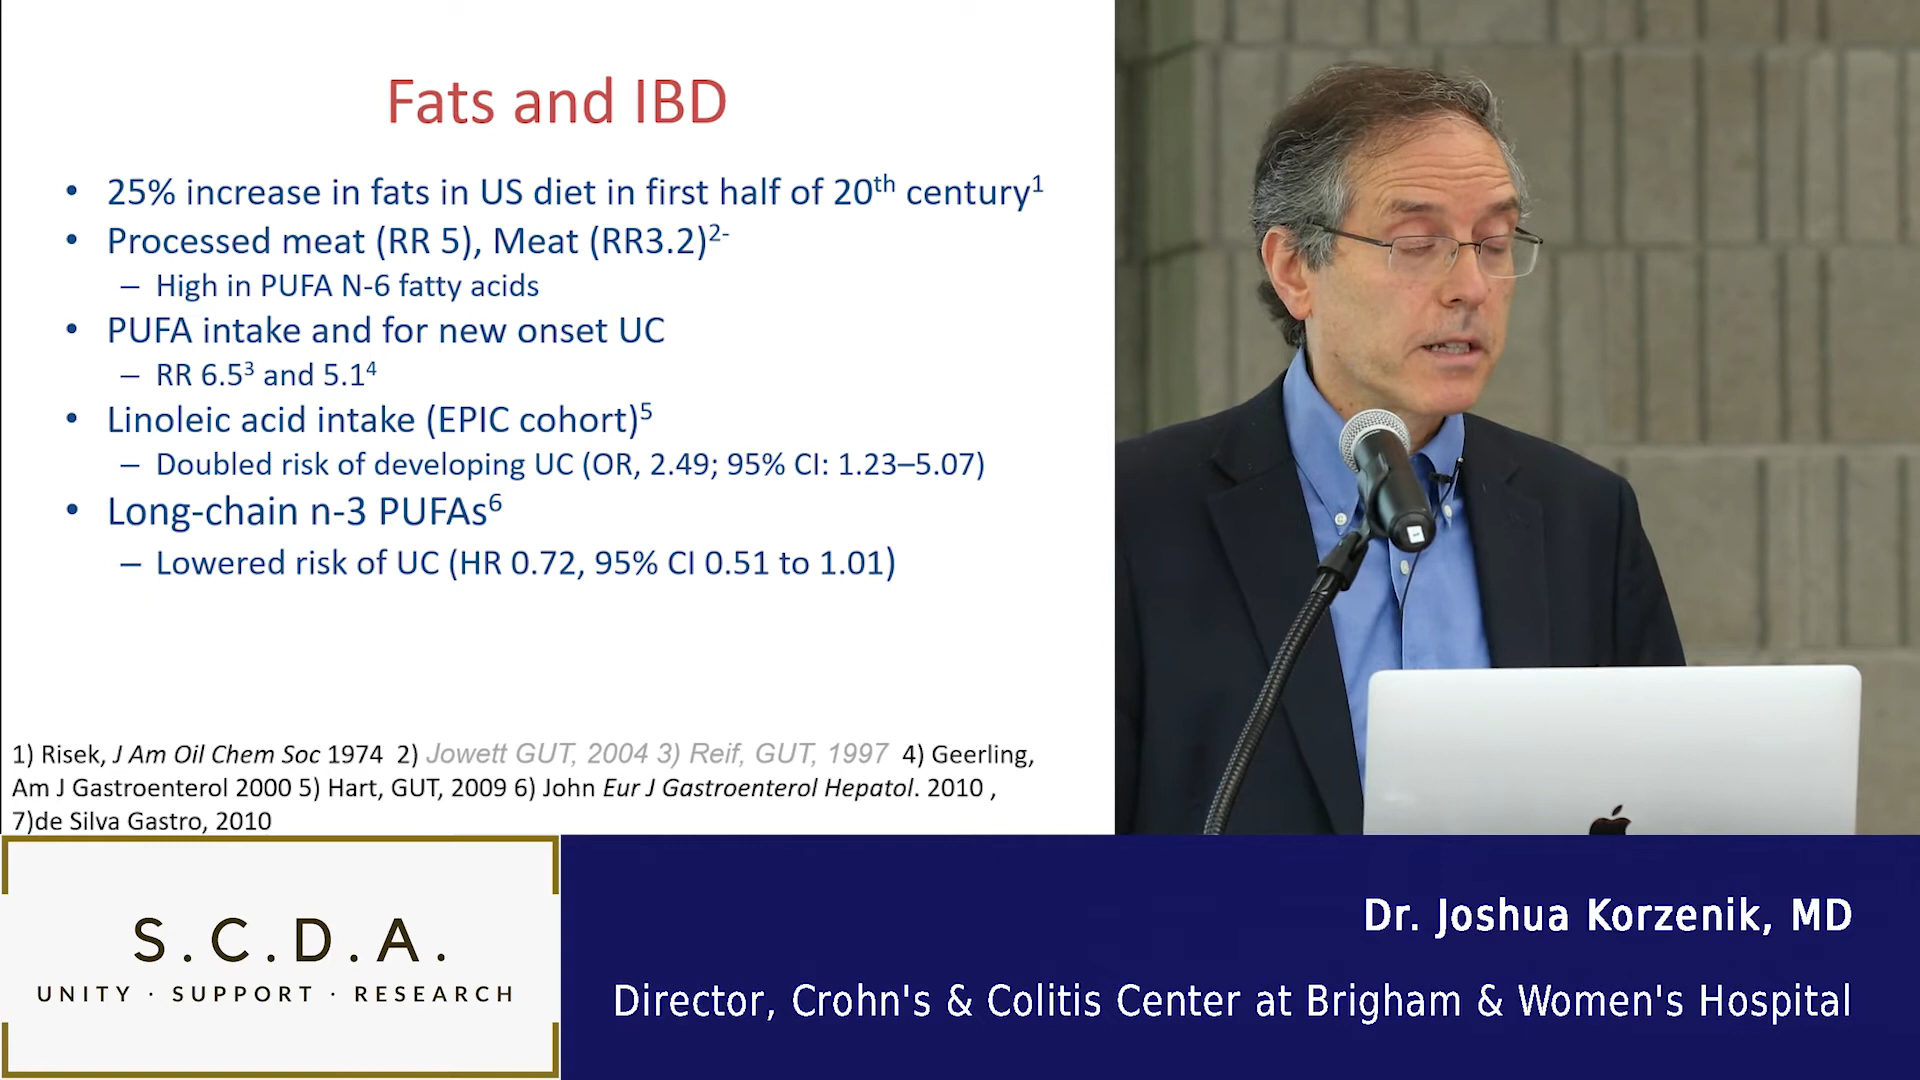 Fats and IBD
• 25% increase in fats in US diet in first half of 20th century1
• Processed meat (RR 5), Meat (RR3.2)2-
– High in PUFA N-6 fatty acids
• PUFA intake and for new onset UC
– RR 6.53 and 5.14
• Linoleic acid intake (EPIC cohort)5
– Doubled risk of developing UC (OR, 2.49; 95% CI: 1.23–5.07)
• Long-chain n-3 PUFAs6
– Lowered risk of UC (HR 0.72, 95% CI 0.51 to 1.01)
1) Risek, J Am Oil Chem Soc 1974 2) Jowett GUT, 2004 3) Reif, GUT, 1997 4) Geerling,
Am J Gastroenterol 2000 5) Hart, GUT, 2009 6) John Eur J Gastroenterol Hepatol. 2010 ,
7)de Silva Gastro, 2010
S.C.D.A.
UNITY · SUPPORT · RESEARCH
Dr. Joshua Korzenik, MD
Director, Crohn's & Colitis Center at Brigham & Women's Hospital